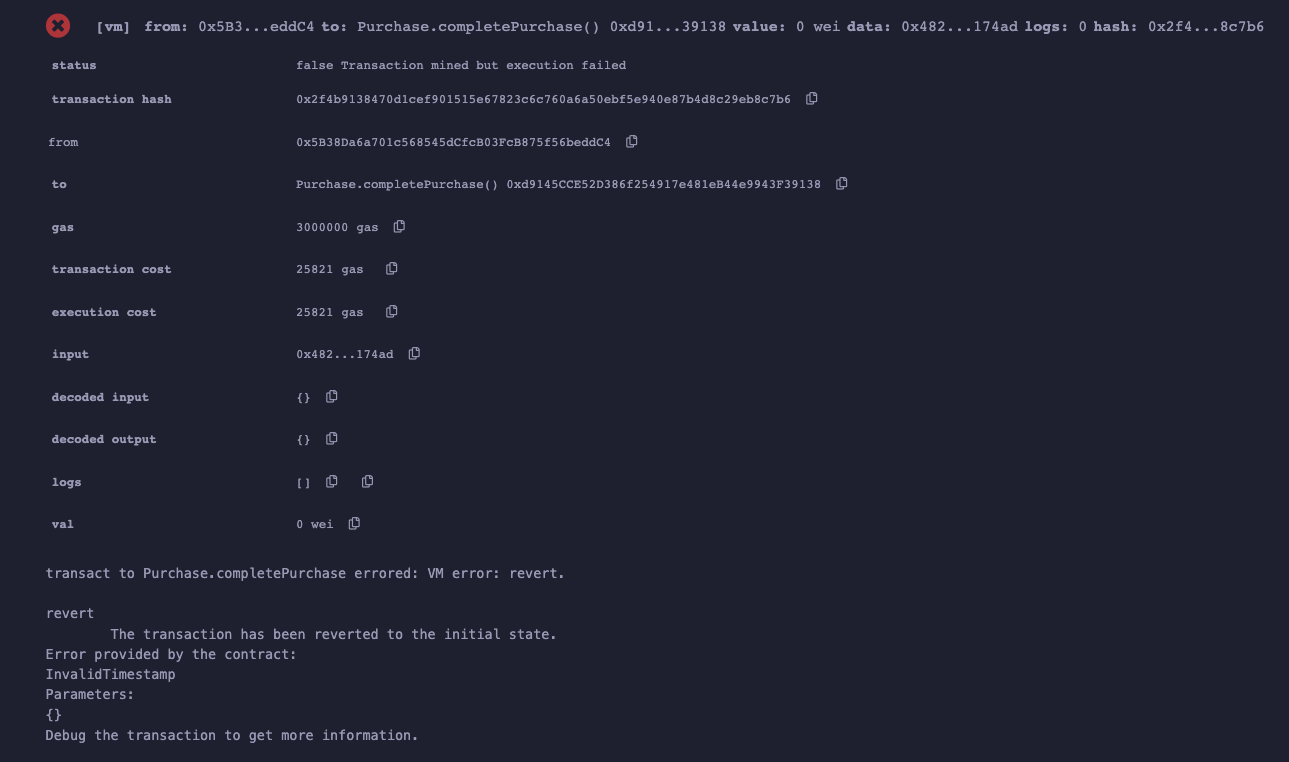 [vm] from: 0x5B3...eddC4 to: Purchase.completePurchase() 0xd91...39138 value: 0 wei data: 0x482...174ad logs: 0 hash: 0x2f4...8c7b6
status false Transaction mined but execution failed
transaction hash 0x2f4b9138470d1cef901515e67823c6c760a6a50ebf5e940e87b4d8c29eb8c7b6
from 0x5B38Da6a701c568545dCfcB03FcB875f56beddC4
to Purchase.completePurchase() 0xd9145CCE52D386f254917e481eB44e9943F39138
gas 3000000 gas
transaction cost 25821 gas
execution cost 25821 gas
input 0x482...174ad
decoded input {}
decoded output {}
logs []
val 0 wei
transact to Purchase.completePurchase errored: VM error: revert.
revert
The transaction has been reverted to the initial state.
Error provided by the contract:
InvalidTimestamp
Parameters:
{}
Debug the transaction to get more information.